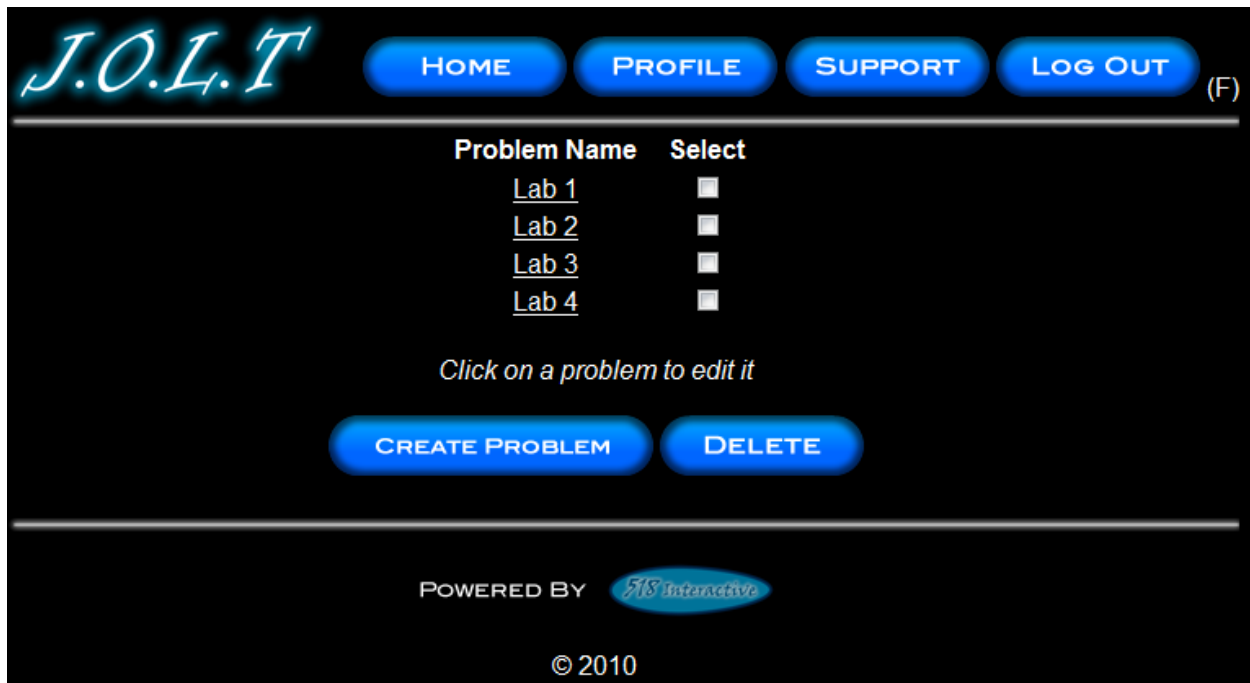 J.O.L.T
HOME PROFILE SUPPORT LOG OUT (F)
Problem Name Select
Lab 1
Lab 2
Lab 3
Lab 4
Click on a problem to edit it
CREATE PROBLEM DELETE
POWERED BY 518 Interactive
© 2010